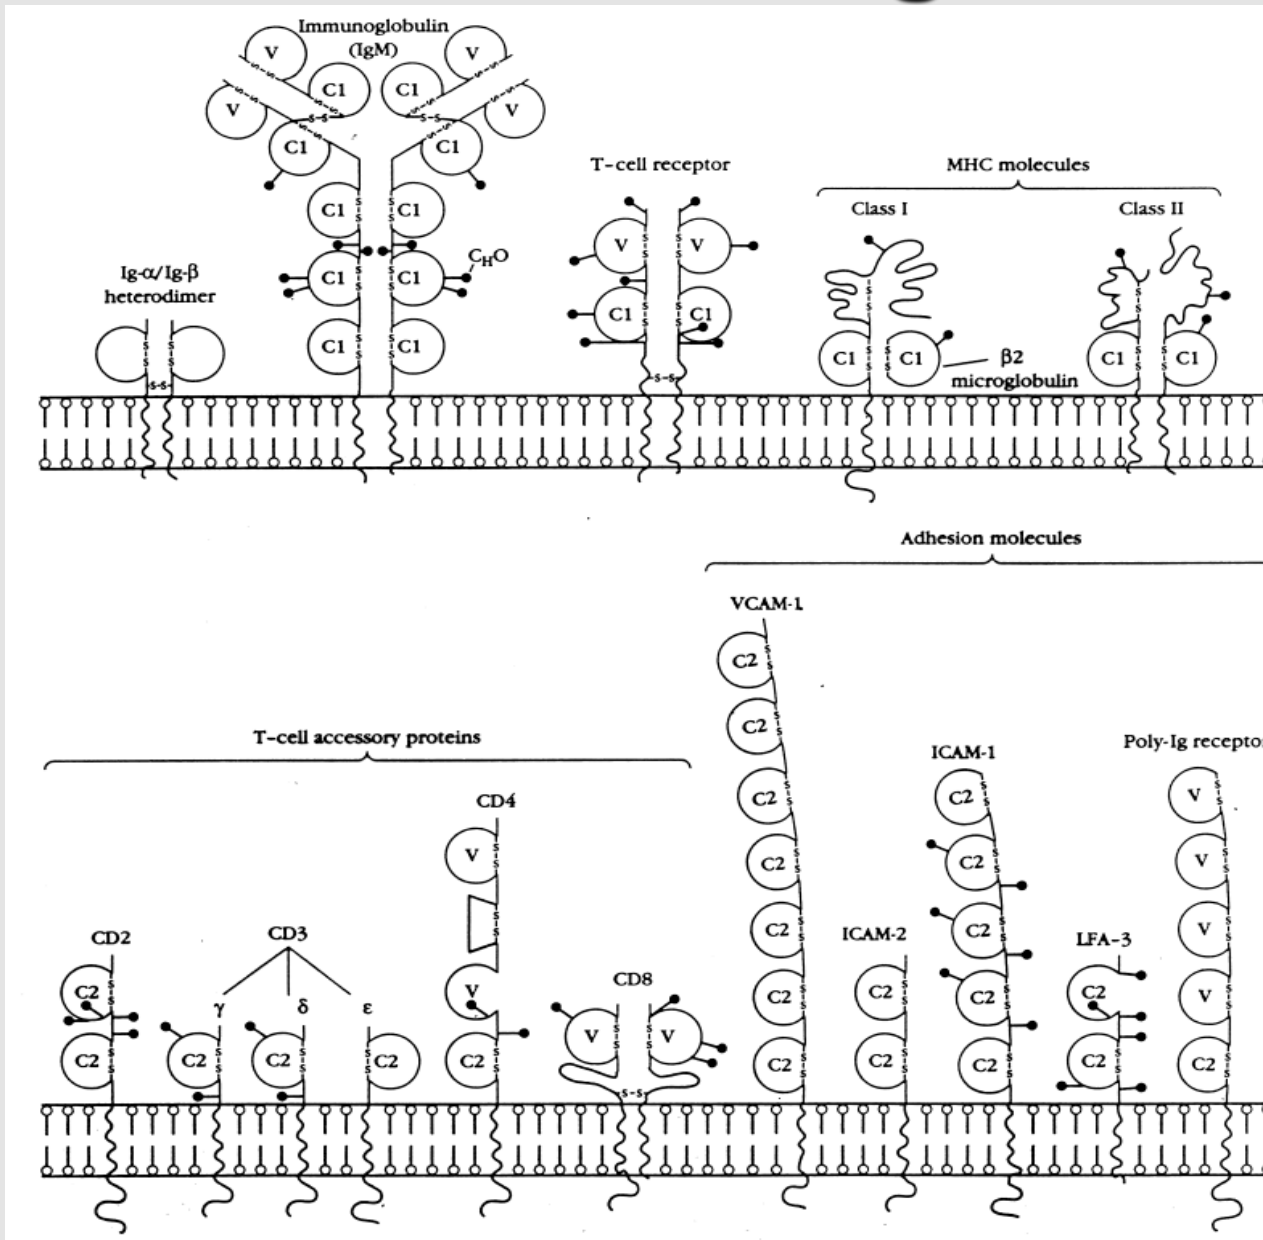 Immunoglobulin
(IgM)
V
V
C1
C1
V
V
C1
C1
T-cell receptor
MHC molecules
C1
C1
Class I
Class II
V
V
CHO
Ig-α/Ig-β
heterodimer
C1
C1
C1
C1
C1
C1
C1
C1
C1
C1
β2
microglobulin
C1
C1
-s-s-
-s-s-
Adhesion molecules
VCAM-1
C2
C2
T-cell accessory proteins
Poly-Ig recepto
ICAM-1
C2
C2
V
CD4
V
C2
C2
V
CD2
CD3
C2
C2
V
ICAM-2
LFA-3
CD8
C2
V
C2
C2
C2
C2
V
γ
δ
ε
V
V
C2
C2
C2
C2
C2
C2
C2
C2
C2
C2
-s-s-